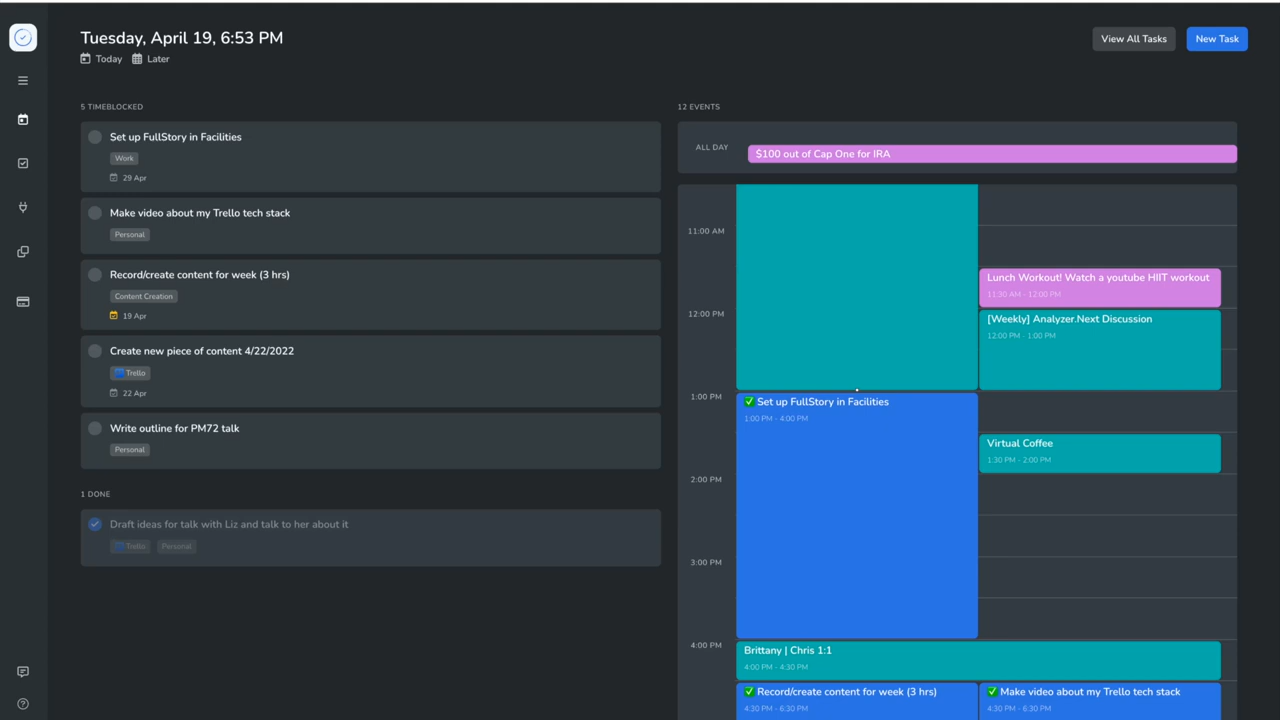 Tuesday, April 19, 6:53 PM
Today Later
View All Tasks
New Task
5 TIMEBLOCKED
Set up FullStory in Facilities
Work
29 Apr
Make video about my Trello tech stack
Personal
Record/create content for week (3 hrs)
Content Creation
19 Apr
Create new piece of content 4/22/2022
Trello
22 Apr
Write outline for PM72 talk
Personal
1 DONE
Draft ideas for talk with Liz and talk to her about it
Trello Personal
12 EVENTS
ALL DAY
$100 out of Cap One for IRA
11:00 AM
Lunch Workout! Watch a youtube HIIT workout
11:30 AM - 12:00 PM
12:00 PM
[Weekly] Analyzer.Next Discussion
12:00 PM - 1:00 PM
1:00 PM
✅ Set up FullStory in Facilities
1:00 PM - 4:00 PM
Virtual Coffee
1:30 PM - 2:00 PM
2:00 PM
3:00 PM
4:00 PM
Brittany | Chris 1:1
4:00 PM - 4:30 PM
✅ Record/create content for week (3 hrs)
4:30 PM - 6:30 PM
✅ Make video about my Trello tech stack
4:30 PM - 6:30 PM